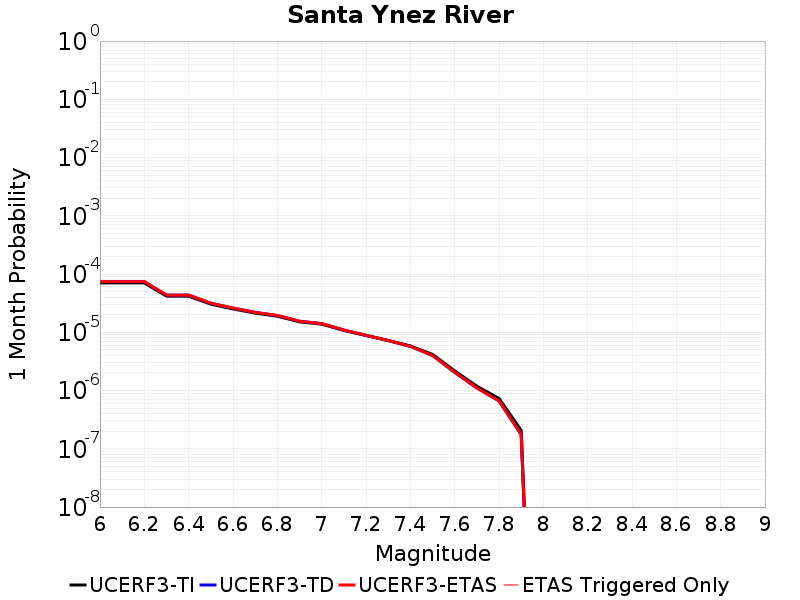 Santa Ynez River
1 Month Probability
10^0
10^-1
10^-2
10^-3
10^-4
10^-5
10^-6
10^-7
10^-8
6 6.2 6.4 6.6 6.8 7 7.2 7.4 7.6 7.8 8 8.2 8.4 8.6 8.8 9
Magnitude
UCERF3-TI UCERF3-TD UCERF3-ETAS ETAS Triggered Only